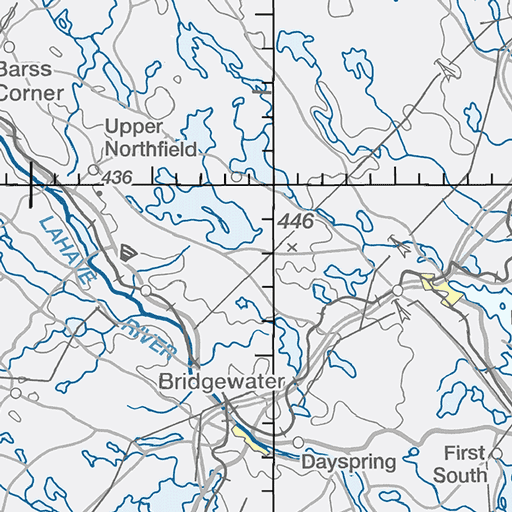 Barss
Corner
Upper
Northfield
436
446
LAHAVE
RIVER
Bridgewater
Dayspring
First
South